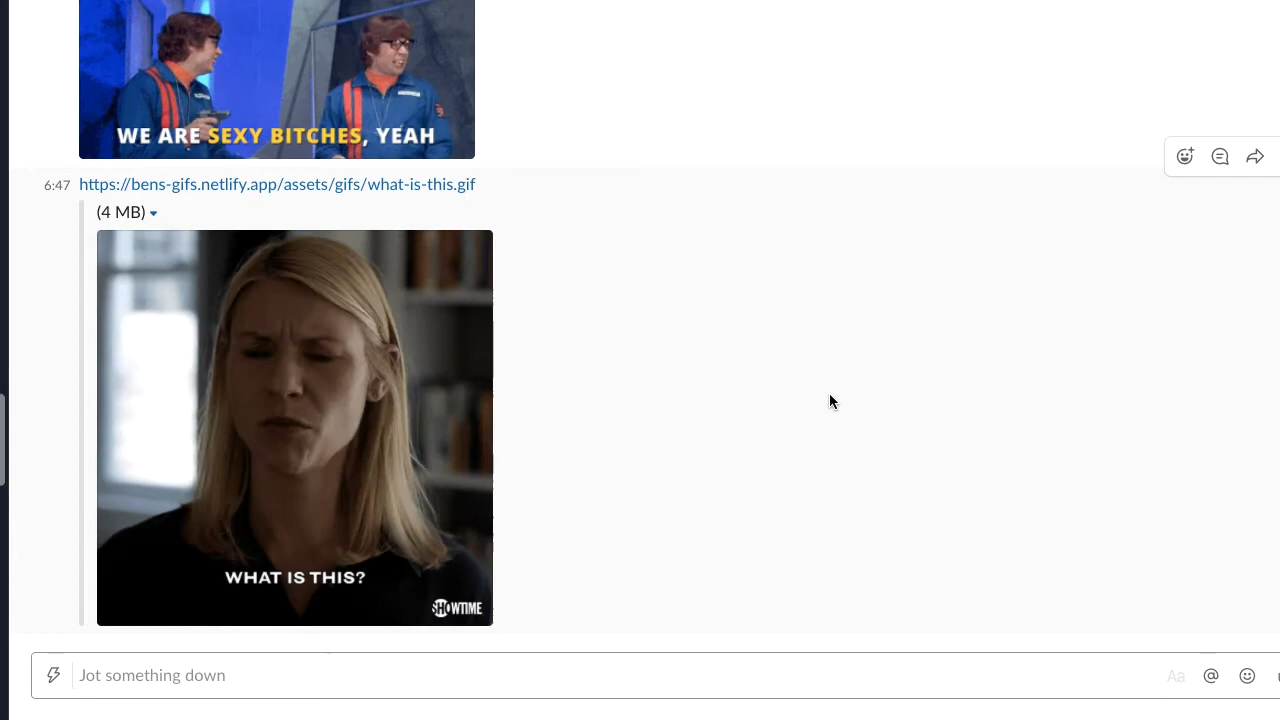 WE ARE SEXY BITCHES, YEAH
6:47 https://bens-gifs.netlify.app/assets/gifs/what-is-this.gif
(4 MB)
WHAT IS THIS?
SHOWTIME
Jot something down
Aa @